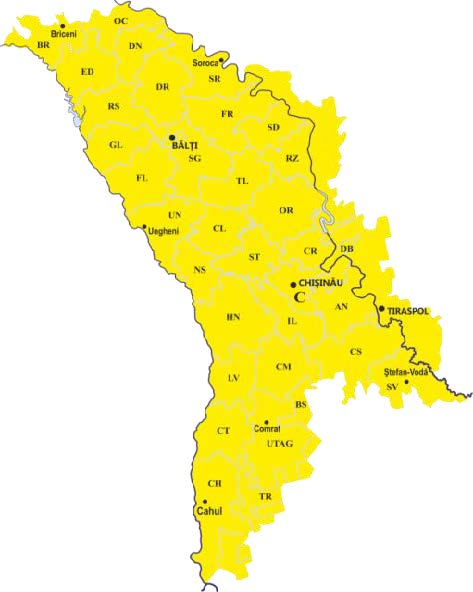 OC
Briceni
BR
DN
Soroca
ED
SR
DR
RS
FR
SD
BĂLȚI
GL
SG
RZ
FL
TL
OR
UN
Ungheni
CL
CR
DB
ST
NS
CHIȘINĂU
C
AN
HN
TIRASPOL
IL
CS
CM
Ștefan-Vodă
LV
SV
BS
CT
Comrat
UTAG
CH
TR
Cahul